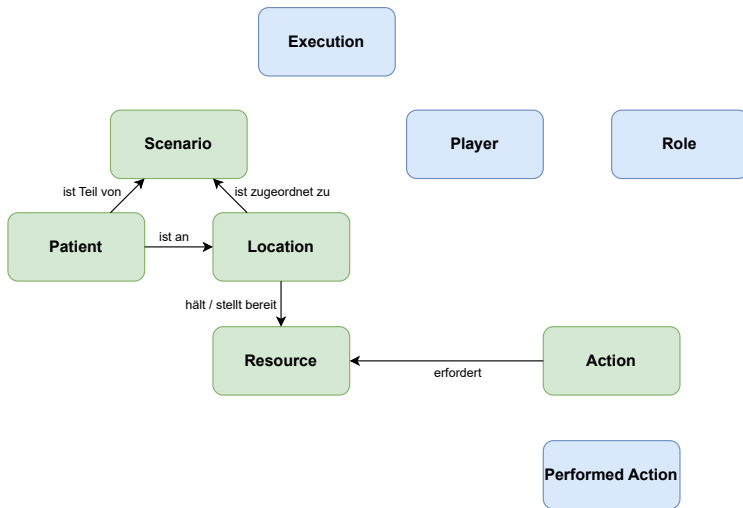 Execution
Scenario
Player
Role
ist Teil von
ist zugeordnet zu
Patient
ist an
Location
hält / stellt bereit
Resource
erfordert
Action
Performed Action